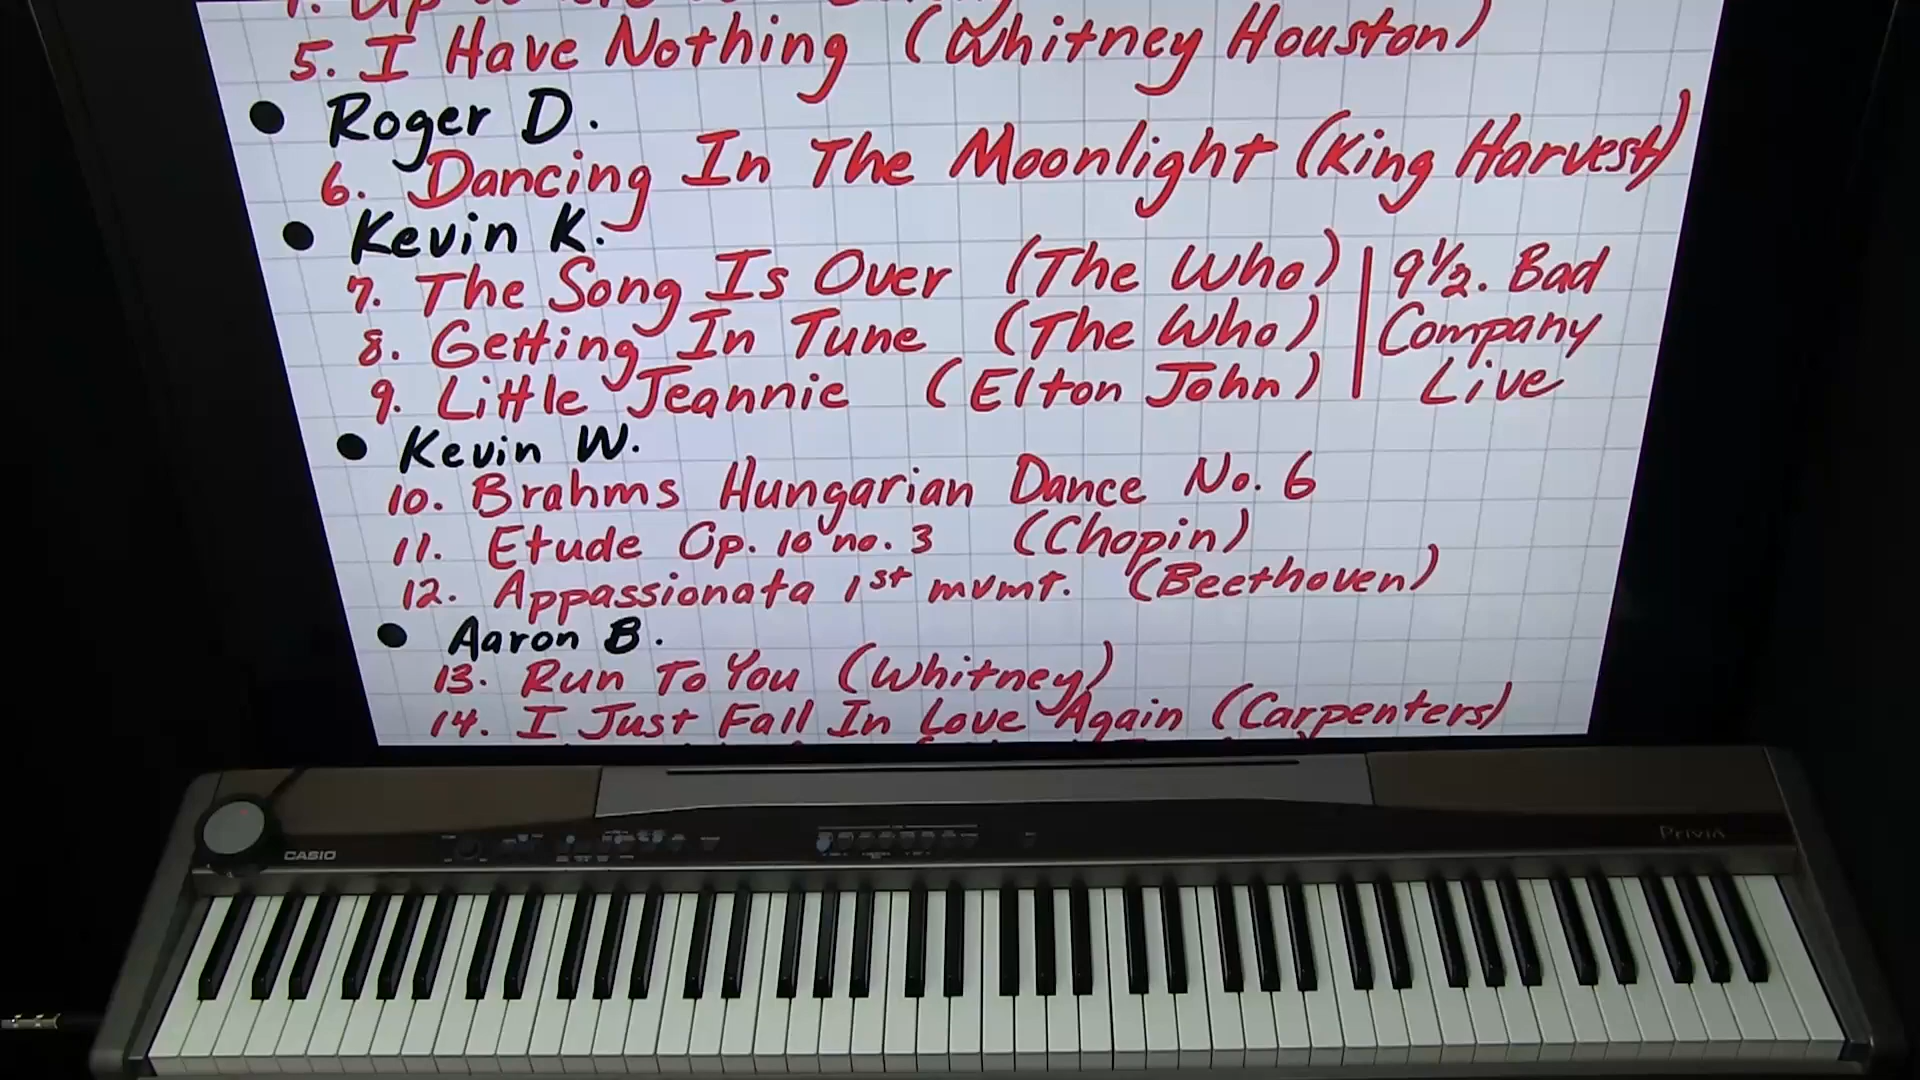 5. I Have Nothing (Whitney Houston)
Roger D.
6. Dancing In The Moonlight (King Harvest)
Kevin K.
7. The Song Is Over (The Who)
8. Getting In Tune (The Who)
9. Little Jeannie (Elton John)
9½. Bad
Company
Live
Kevin W.
10. Brahms Hungarian Dance No. 6
11. Etude Op. 10 no. 3 (Chopin)
12. Appassionata 1st mvmt. (Beethoven)
Aaron B.
13. Run To You (Whitney)
14. I Just Fall In Love Again (Carpenters)
CASIO
Privia